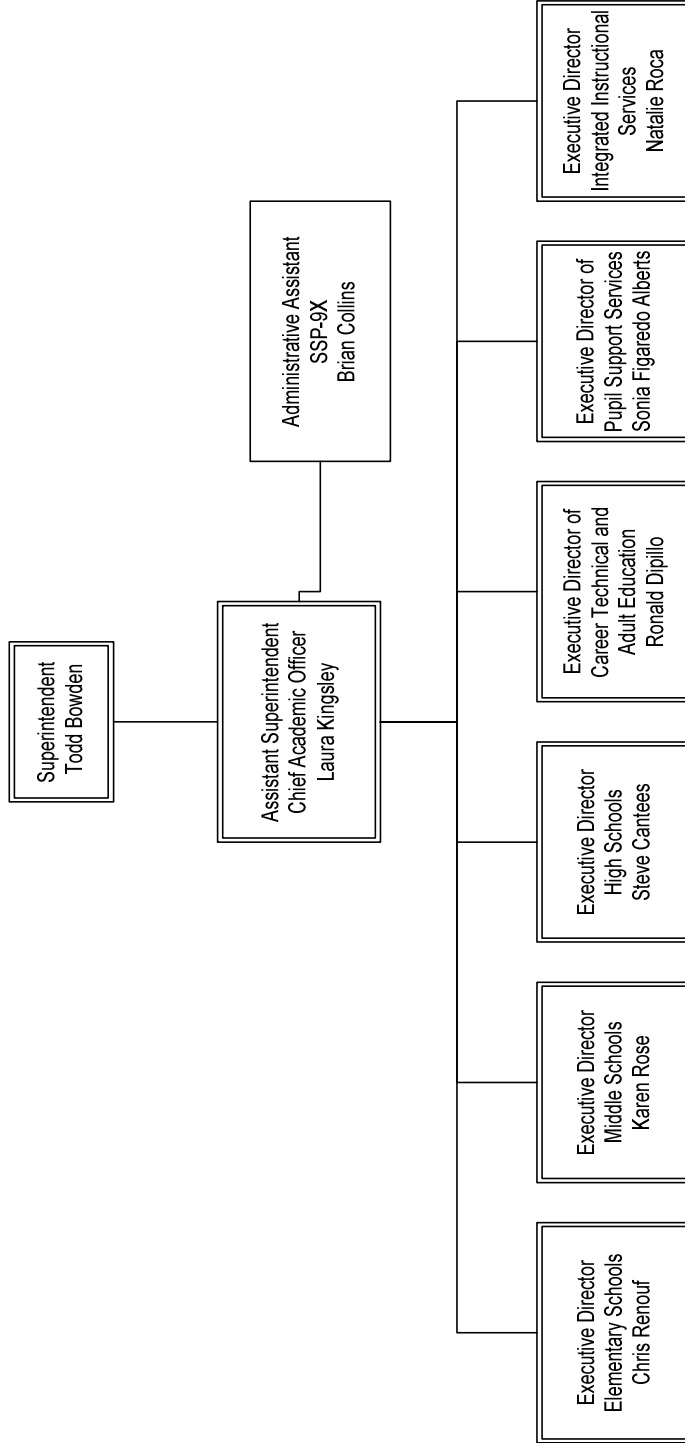 Superintendent
Todd Bowden
Assistant Superintendent
Chief Academic Officer
Laura Kingsley
Administrative Assistant
SSP-9X
Brian Collins
Executive Director
Elementary Schools
Chris Renouf
Executive Director
Middle Schools
Karen Rose
Executive Director
High Schools
Steve Cantees
Executive Director of
Career Technical and
Adult Education
Ronald Dipillo
Executive Director of
Pupil Support Services
Sonia Figaredo Alberts
Executive Director
Integrated Instructional
Services
Natalie Roca